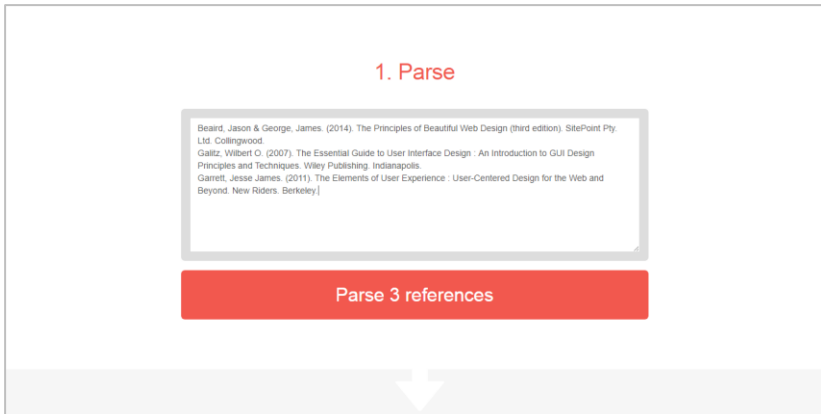 1. Parse
Beaird, Jason & George, James. (2014). The Principles of Beautiful Web Design (third edition). SitePoint Pty.
Ltd. Collingwood.
Galitz, Wilbert O. (2007). The Essential Guide to User Interface Design : An Introduction to GUI Design
Principles and Techniques. Wiley Publishing. Indianapolis.
Garrett, Jesse James. (2011). The Elements of User Experience : User-Centered Design for the Web and
Beyond. New Riders. Berkeley.
Parse 3 references